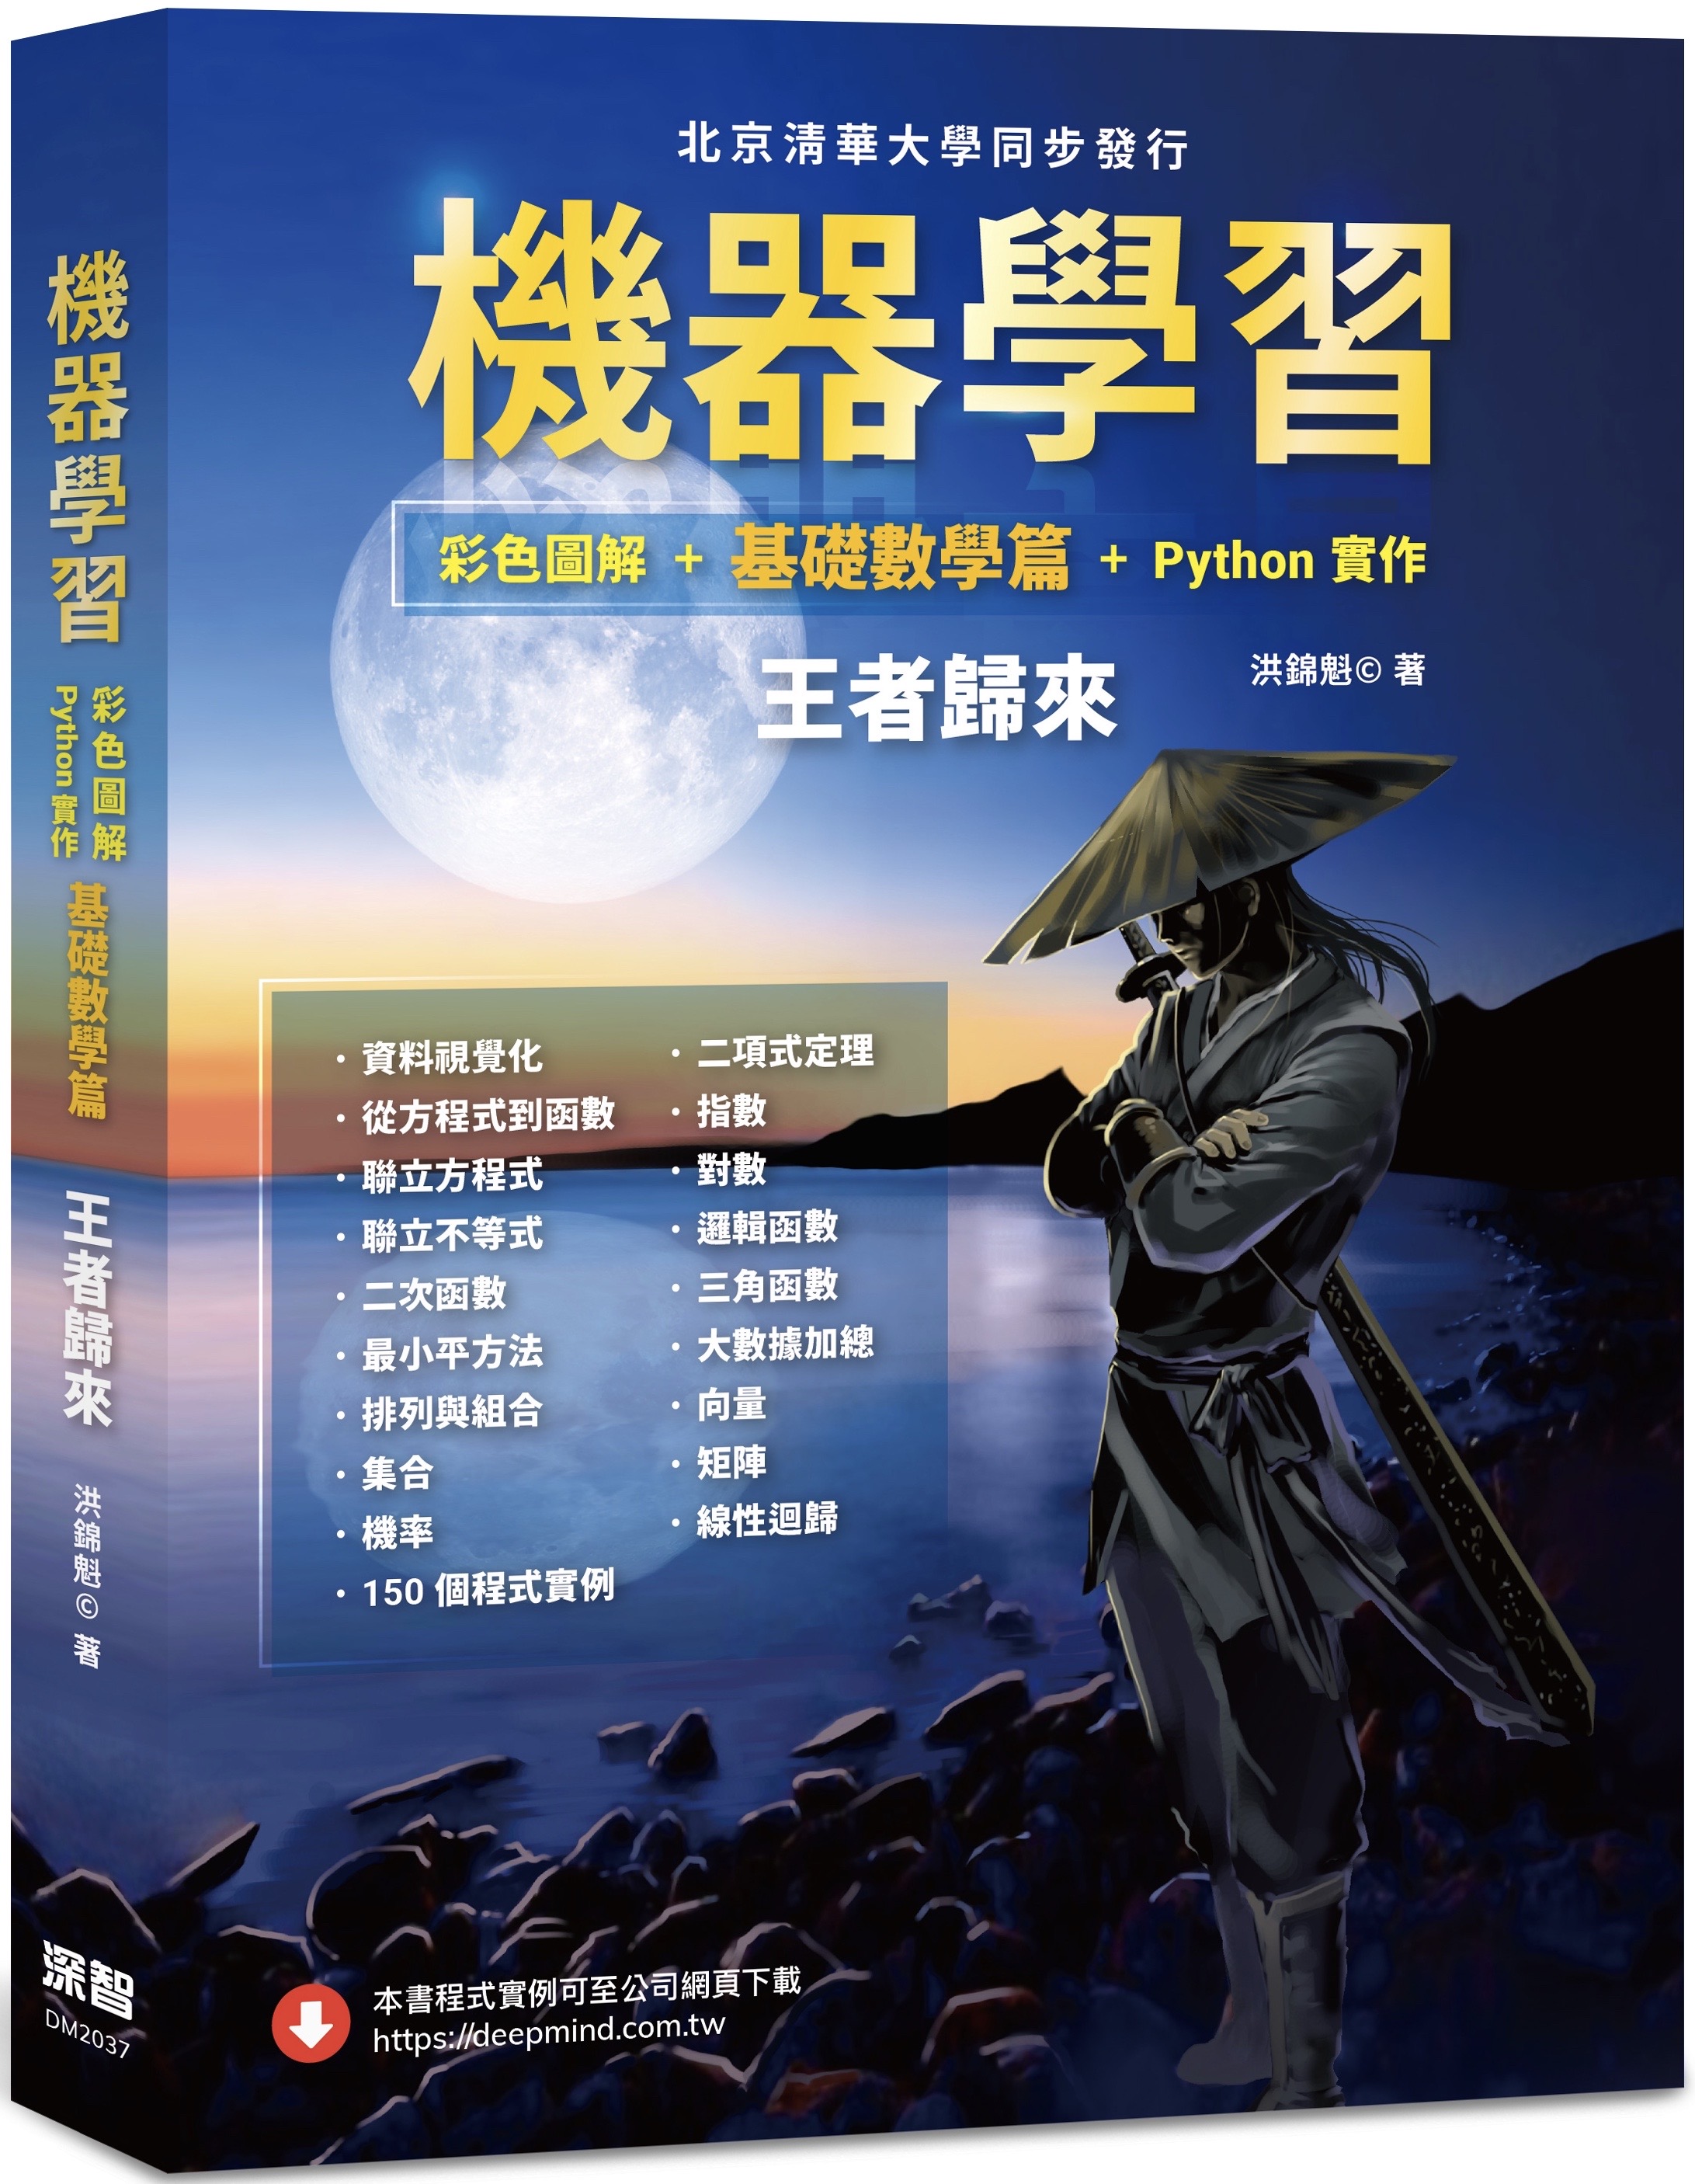 北京清華大學同步發行
機器學習
彩色圖解 + 基礎數學篇 + Python 實作
王者歸來
洪錦魁© 著
· 資料視覺化
· 從方程式到函數
· 聯立方程式
· 聯立不等式
· 二次函數
· 最小平方法
· 排列與組合
· 集合
· 機率
· 150 個程式實例
· 二項式定理
· 指數
· 對數
· 邏輯函數
· 三角函數
· 大數據加總
· 向量
· 矩陣
· 線性迴歸
本書程式實例可至公司網頁下載
https://deepmind.com.tw
機器學習
彩色圖解
Python 實作
基礎數學篇
王者歸來
洪錦魁© 著
深智
DM2037